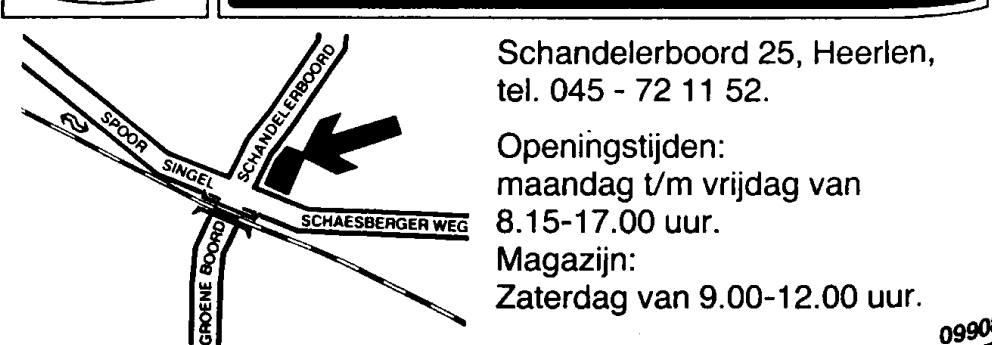 Schandelerboord 25, Heerlen,
tel. 045 - 72 11 52.
Openingstijden:
maandag t/m vrijdag van
8.15-17.00 uur.
Magazijn:
Zaterdag van 9.00-12.00 uur.
SPOOR
SINGEL
SCHANDELERBOORD
SCHAESBERGER WEG
GROENE BOORD